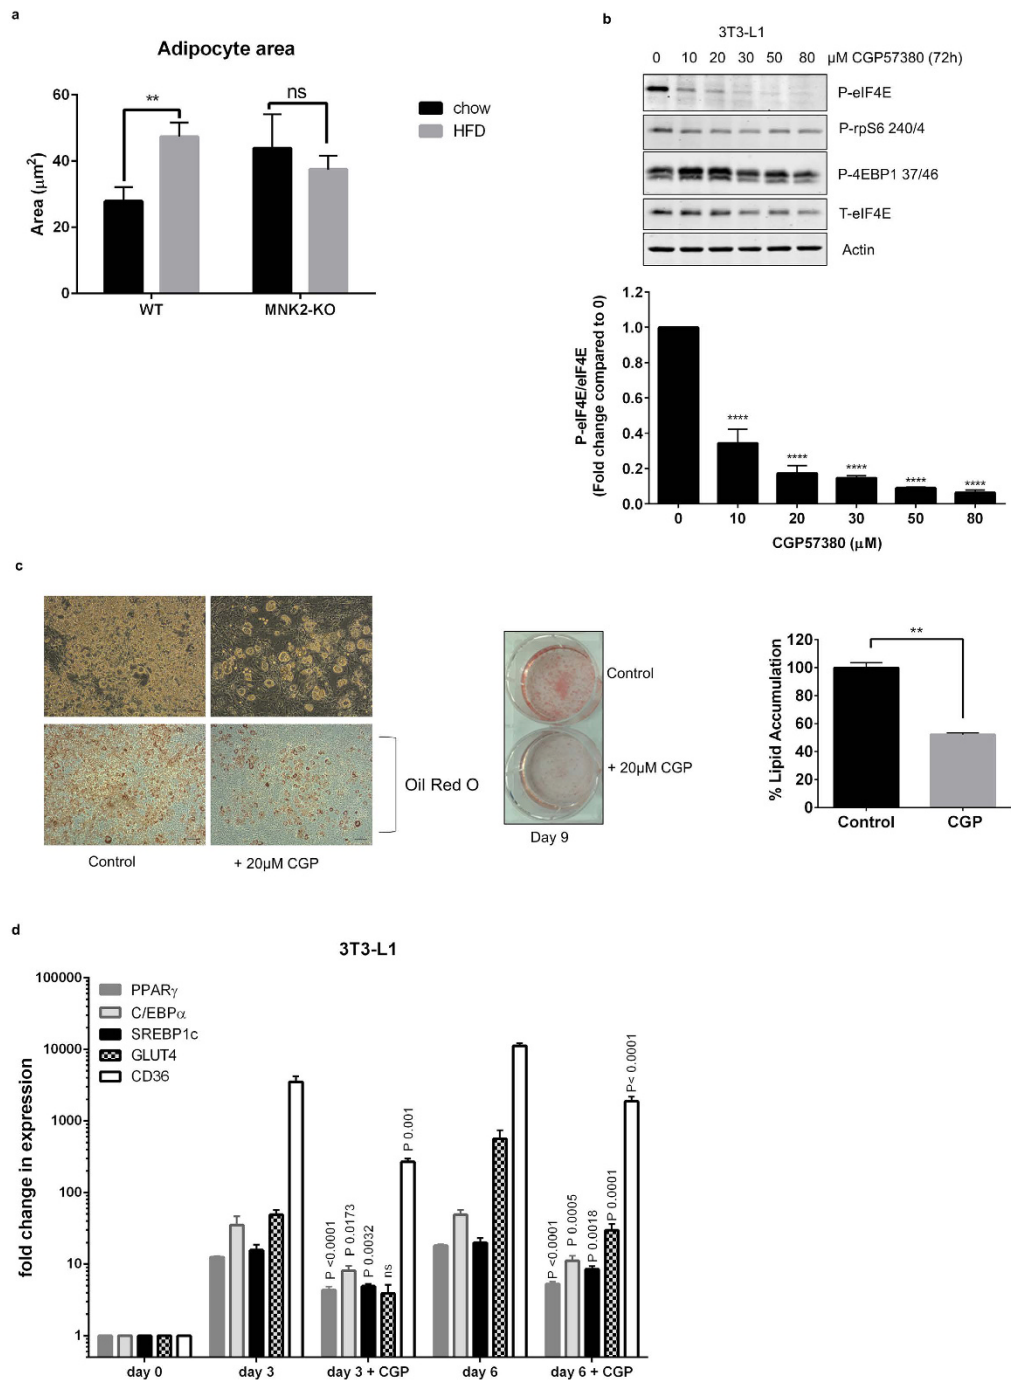 a
Adipocyte area
**
ns
chow
HFD
60
40
20
0
Area (μm²)
WT
MNK2-KO
b
3T3-L1
0 10 20 30 50 80 μM CGP57380 (72h)
P-eIF4E
P-rpS6 240/4
P-4EBP1 37/46
T-eIF4E
Actin
1.2
1.0
0.8
0.6
0.4
0.2
0.0
P-eIF4E/eIF4E
(Fold change compared to 0)
**** **** **** **** ****
0 10 20 30 50 80
CGP57380 (μM)
c
Oil Red O
Control
+ 20μM CGP
Control
+ 20μM CGP
Day 9
120
100
80
60
40
20
0
% Lipid Accumulation
**
Control CGP
d
3T3-L1
100000
10000
1000
100
10
1
fold change in expression
PPARγ
C/EBPα
SREBP1c
GLUT4
CD36
P <0.0001
P 0.0173
P 0.0032
ns
P 0.001
P <0.0001
P 0.0005
P 0.0018
P 0.0001
P< 0.0001
day 0 day 3 day 3 + CGP day 6 day 6 + CGP